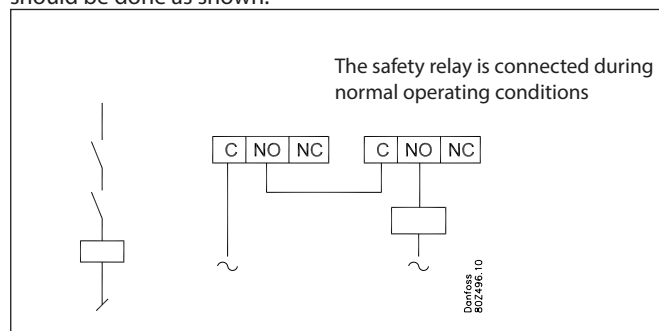 should be done as shown.
The safety relay is connected during
normal operating conditions
C NO NC C NO NC
Danfoss
80Z496.10